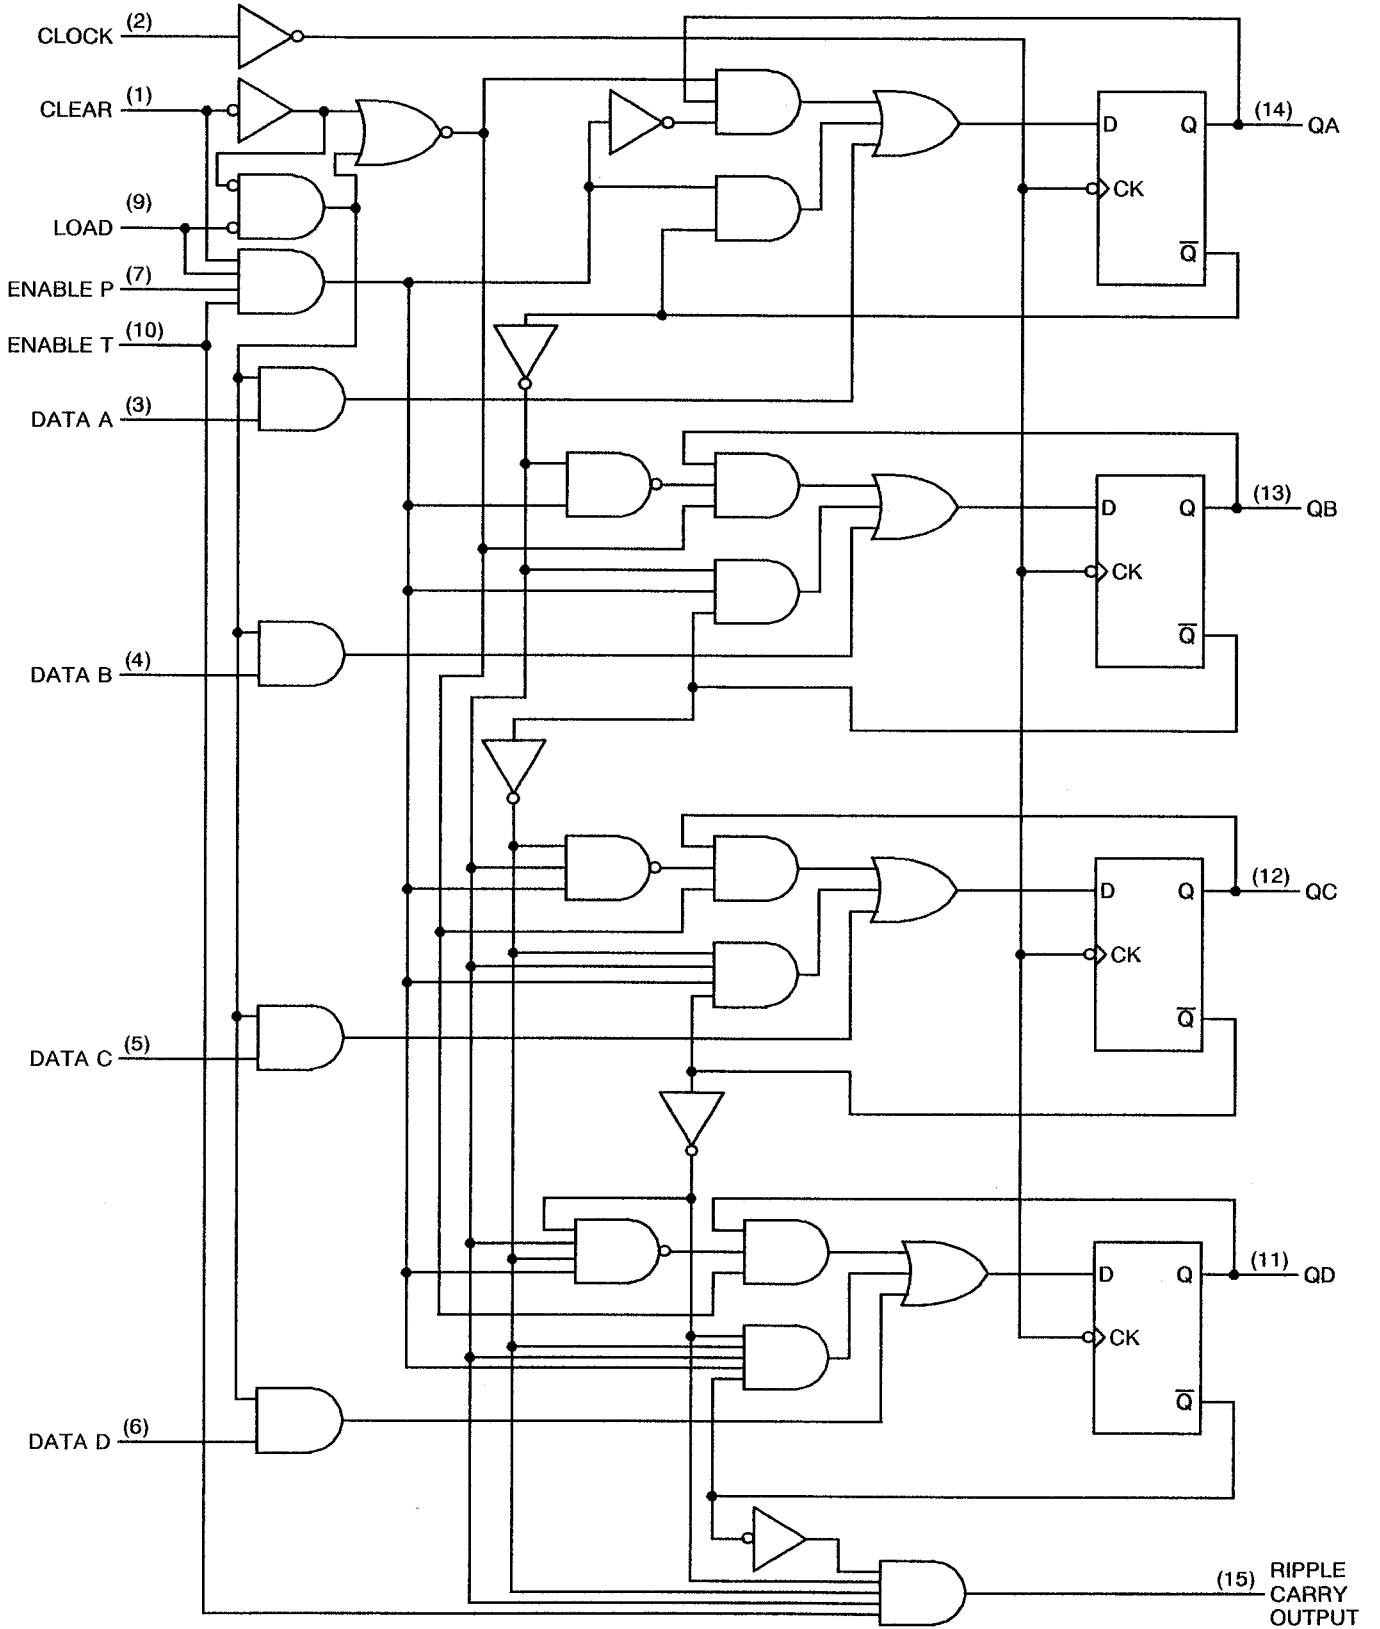 CLOCK (2)
CLEAR (1)
LOAD (9)
ENABLE P (7)
ENABLE T (10)
D Q (14) QA
CK
Q̅
DATA A (3)
D Q (13) QB
CK
Q̅
DATA B (4)
D Q (12) QC
CK
Q̅
DATA C (5)
D Q (11) QD
CK
Q̅
DATA D (6)
(15) RIPPLE
CARRY
OUTPUT